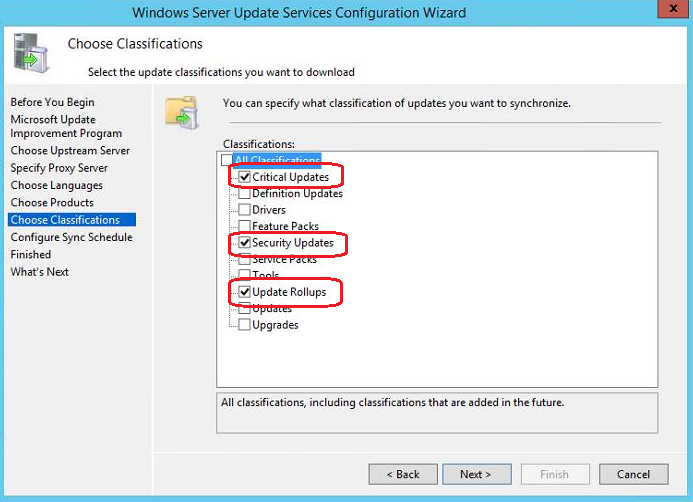 Windows Server Update Services Configuration Wizard
x
Choose Classifications
Select the update classifications you want to download
Before You Begin
Microsoft Update
Improvement Program
Choose Upstream Server
Specify Proxy Server
Choose Languages
Choose Products
Choose Classifications
Configure Sync Schedule
Finished
What's Next
You can specify what classification of updates you want to synchronize.
Classifications:
All Classifications
Critical Updates
Definition Updates
Drivers
Feature Packs
Security Updates
Service Packs
Tools
Update Rollups
Updates
Upgrades
All classifications, including classifications that are added in the future.
< Back
Next >
Finish
Cancel